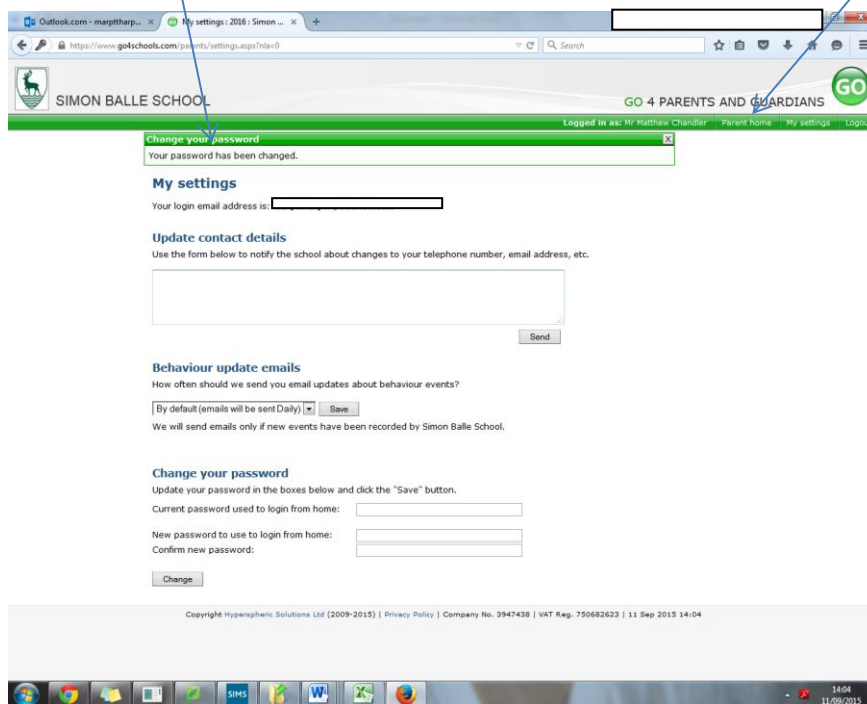 Outlook.com - marpttharp...
My settings : 2016 : Simon ...
https://www.go4schools.com/parents/settings.aspx?nla=0
Search
SIMON BALLE SCHOOL
GO 4 PARENTS AND GUARDIANS
GO
Logged in as: Mr Matthew Chandler Parent home My settings Logou
Change your password
X
Your password has been changed.
My settings
Your login email address is:
Update contact details
Use the form below to notify the school about changes to your telephone number, email address, etc.
Send
Behaviour update emails
How often should we send you email updates about behaviour events?
By default (emails will be sent Daily) Save
We will send emails only if new events have been recorded by Simon Balle School.
Change your password
Update your password in the boxes below and click the "Save" button.
Current password used to login from home:
New password to use to login from home:
Confirm new password:
Change
Copyright Hyperspheric Solutions Ltd (2009-2015) | Privacy Policy | Company No. 3947438 | VAT Reg. 750682623 | 11 Sep 2015 14:04
SIMS
14:04
11/09/2015